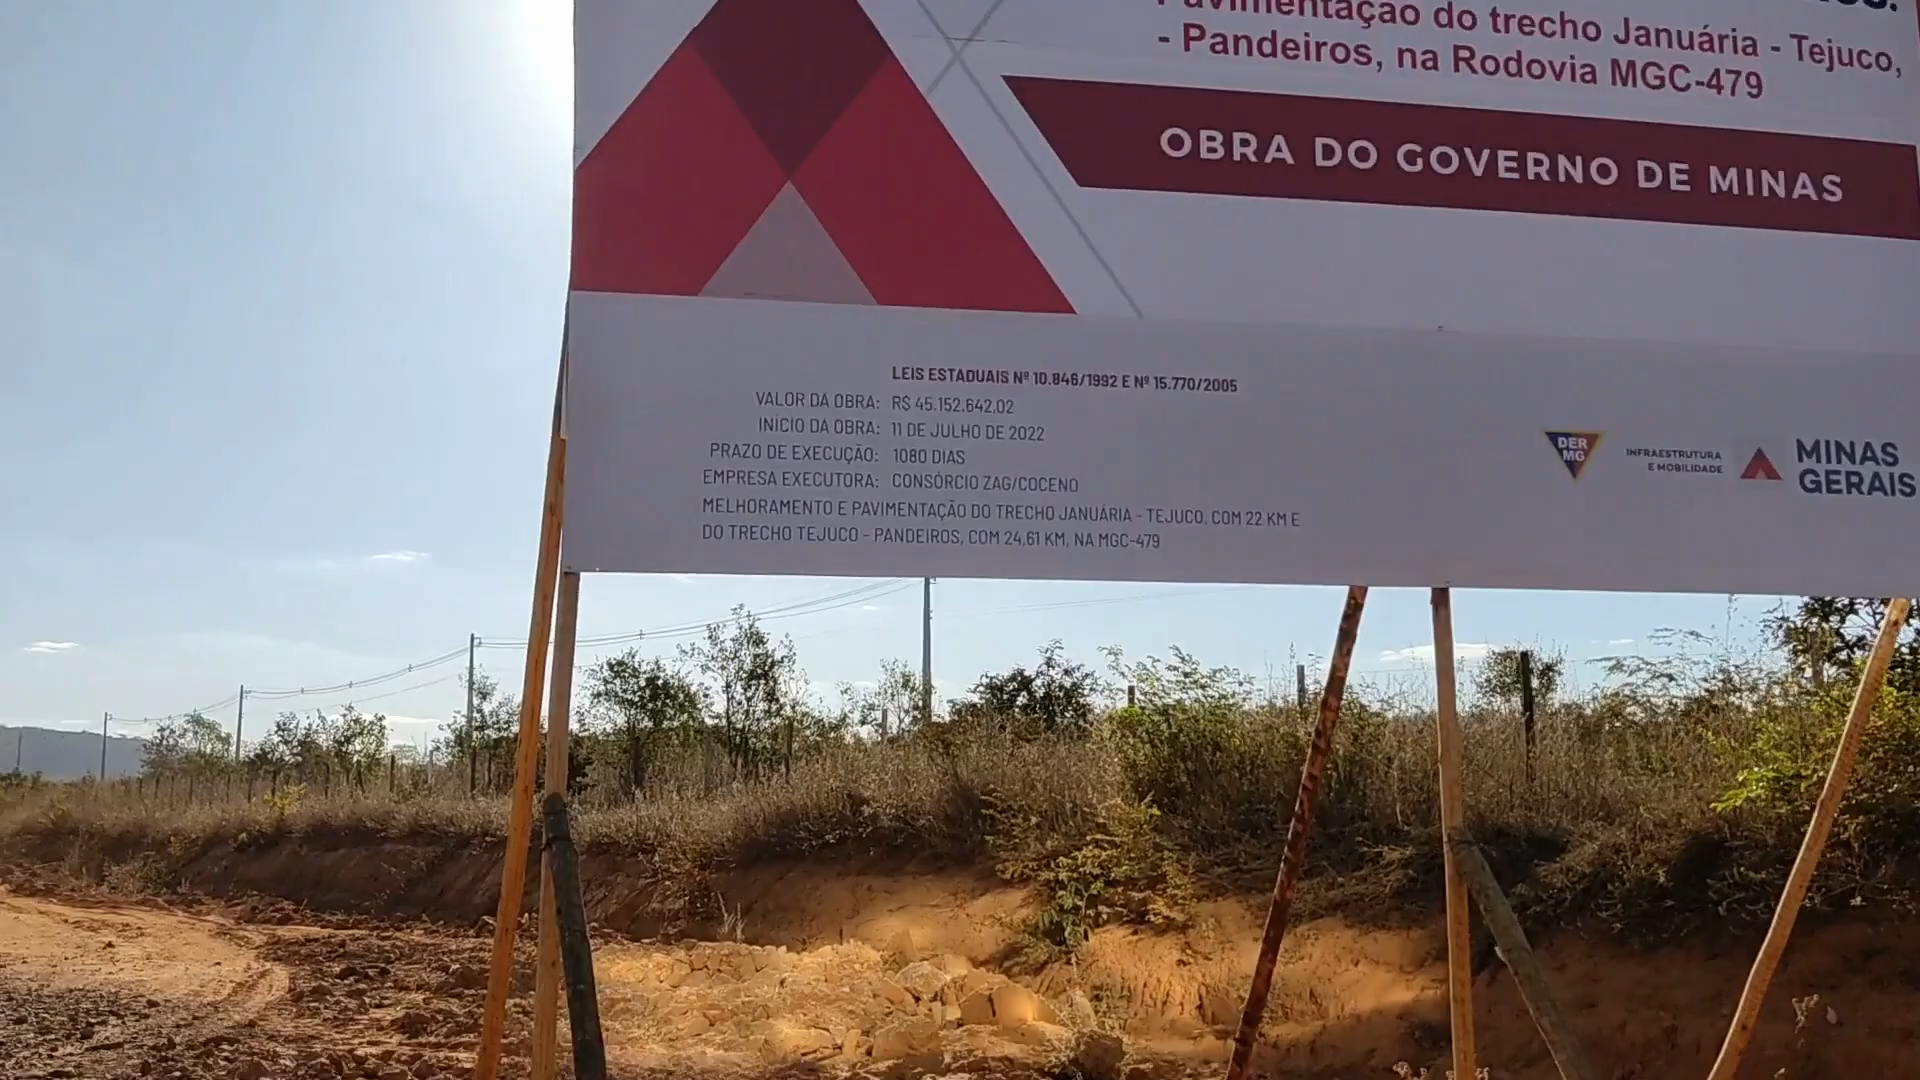 Pavimentação do trecho Januária - Tejuco,
- Pandeiros, na Rodovia MGC-479
OBRA DO GOVERNO DE MINAS
LEIS ESTADUAIS Nº 10.846/1992 E Nº 15.770/2005
VALOR DA OBRA: R$ 45.152.642,02
INÍCIO DA OBRA: 11 DE JULHO DE 2022
PRAZO DE EXECUÇÃO: 1080 DIAS
EMPRESA EXECUTORA: CONSÓRCIO ZAG/COCENO
MELHORAMENTO E PAVIMENTAÇÃO DO TRECHO JANUÁRIA - TEJUCO, COM 22 KM E
DO TRECHO TEJUCO - PANDEIROS, COM 24,61 KM, NA MGC-479
DER
MG
INFRAESTRUTURA
E MOBILIDADE
MINAS
GERAIS